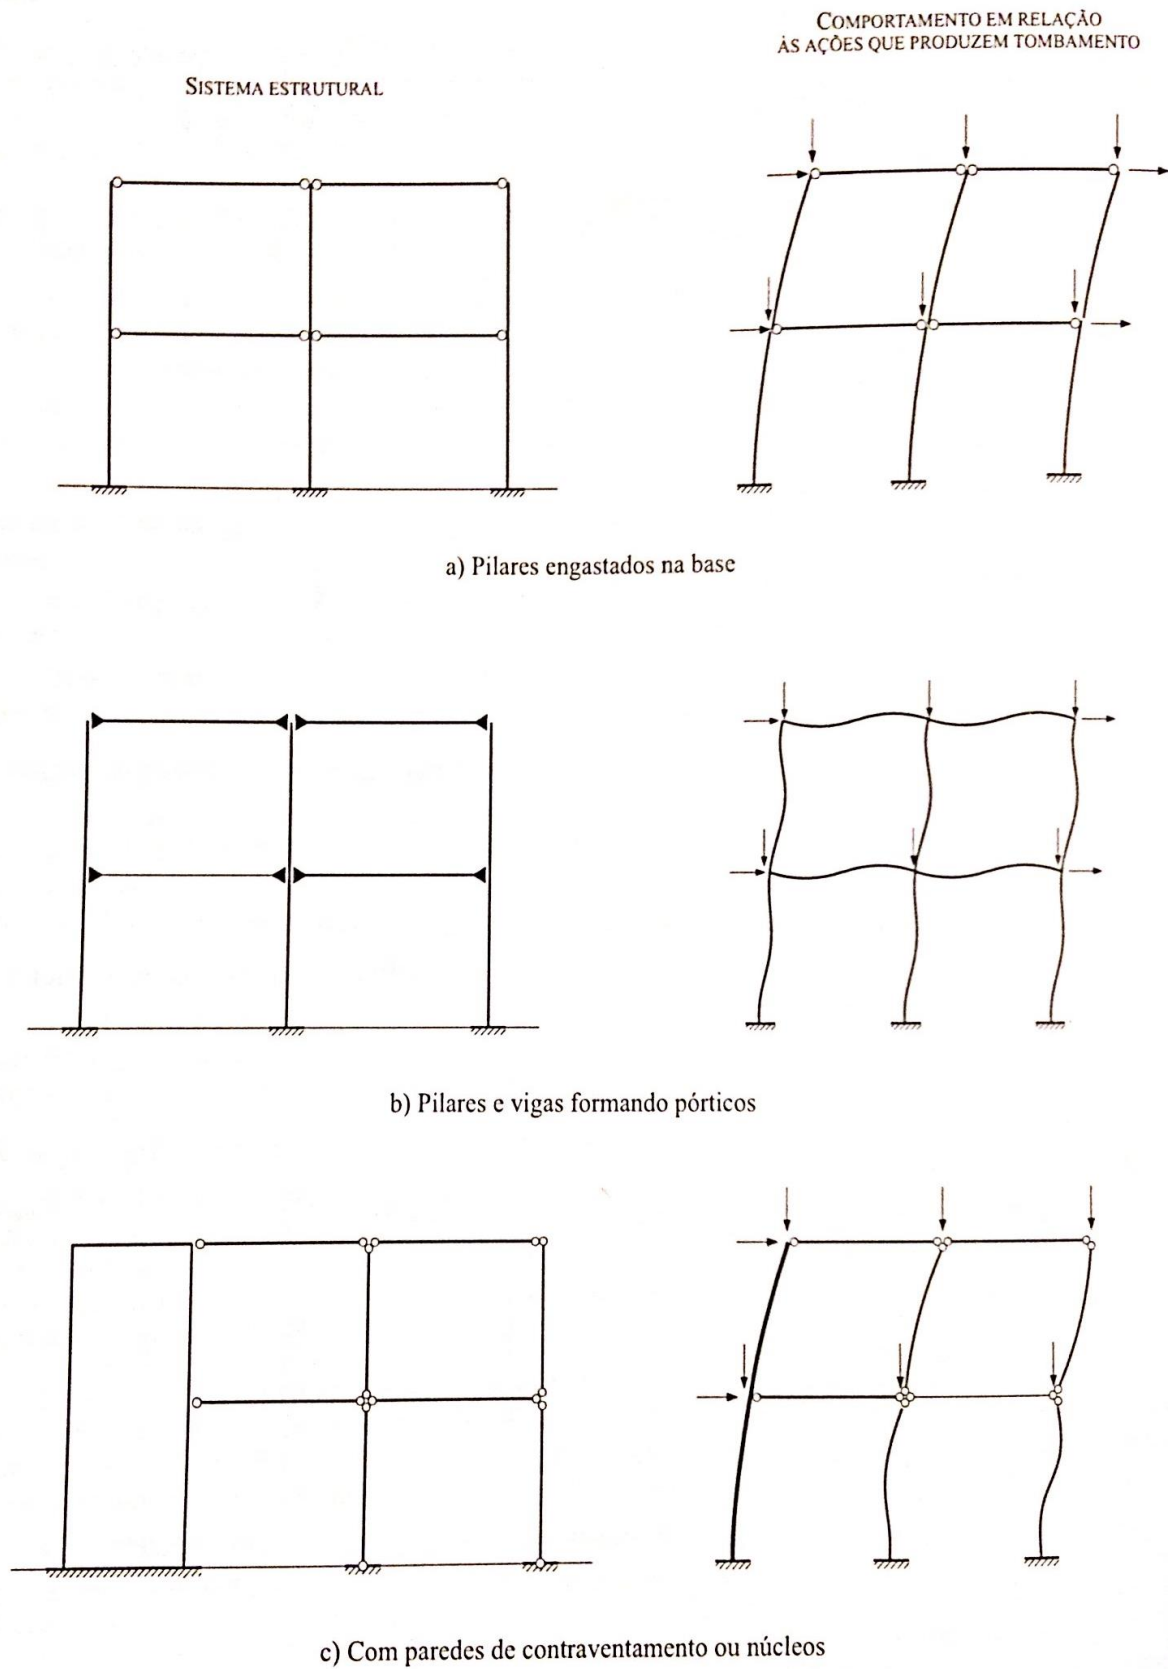 COMPORTAMENTO EM RELAÇÃO
ÀS AÇÕES QUE PRODUZEM TOMBAMENTO
SISTEMA ESTRUTURAL
a) Pilares engastados na base
b) Pilares e vigas formando pórticos
c) Com paredes de contraventamento ou núcleos